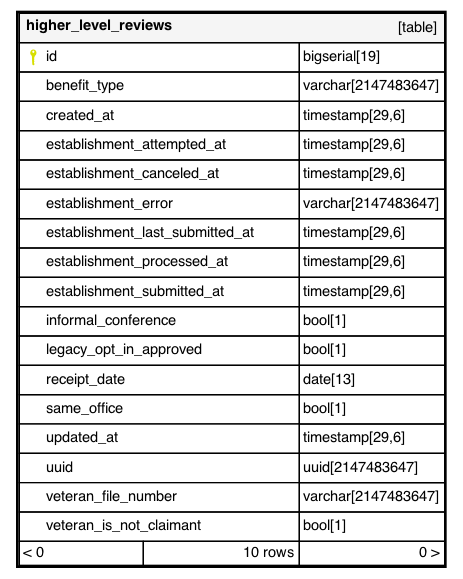 higher_level_reviews [table]
id bigserial[19]
benefit_type varchar[2147483647]
created_at timestamp[29,6]
establishment_attempted_at timestamp[29,6]
establishment_canceled_at timestamp[29,6]
establishment_error varchar[2147483647]
establishment_last_submitted_at timestamp[29,6]
establishment_processed_at timestamp[29,6]
establishment_submitted_at timestamp[29,6]
informal_conference bool[1]
legacy_opt_in_approved bool[1]
receipt_date date[13]
same_office bool[1]
updated_at timestamp[29,6]
uuid uuid[2147483647]
veteran_file_number varchar[2147483647]
veteran_is_not_claimant bool[1]
< 0 10 rows 0 >